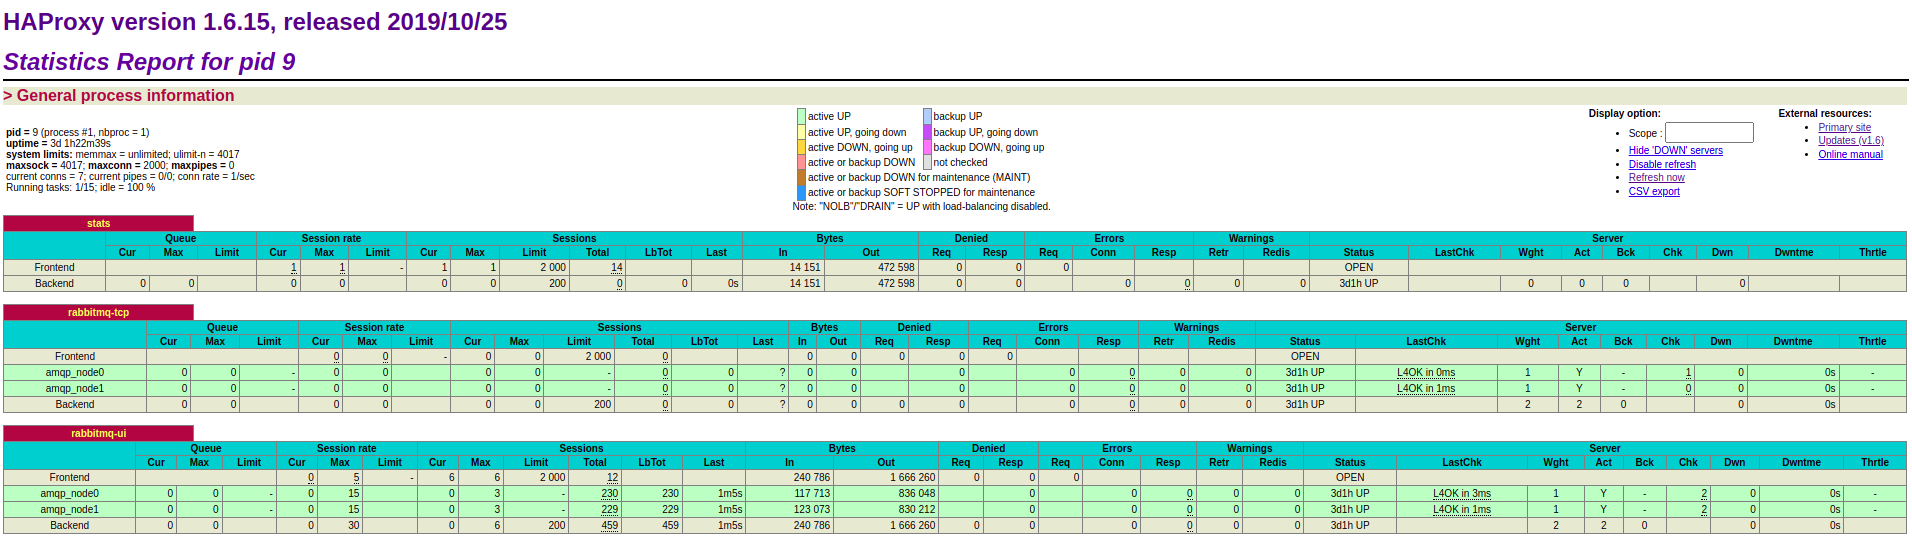 HAProxy version 1.6.15, released 2019/10/25
Statistics Report for pid 9
> General process information
pid = 9 (process #1, nbproc = 1)
uptime = 3d 1h22m39s
system limits: memmax = unlimited; ulimit-n = 4017
maxsock = 4017; maxconn = 2000; maxpipes = 0
current conns = 7; current pipes = 0/0; conn rate = 1/sec
Running tasks: 1/15; idle = 100 %
active UP backup UP
active UP, going down backup UP, going down
active DOWN, going up backup DOWN, going up
active or backup DOWN not checked
active or backup DOWN for maintenance (MAINT)
active or backup SOFT STOPPED for maintenance
Note: "NOLB"/"DRAIN" = UP with load-balancing disabled.
Display option:
• Scope :
• Hide 'DOWN' servers
• Disable refresh
• Refresh now
• CSV export
External resources:
• Primary site
• Updates (v1.6)
• Online manual
stats
Queue Session rate Sessions Bytes Denied Errors Warnings Server
Cur Max Limit Cur Max Limit Cur Max Limit Total LbTot Last In Out Req Resp Req Conn Resp Retr Redis Status LastChk Wght Act Bck Chk Dwn Dwntme Thrtle
Frontend 1 1 - 1 1 2 000 14 14 151 472 598 0 0 0 OPEN
Backend 0 0 0 0 0 0 200 0 0 0s 14 151 472 598 0 0 0 0 0 0 3d1h UP 0 0 0 0
rabbitmq-tcp
Queue Session rate Sessions Bytes Denied Errors Warnings Server
Cur Max Limit Cur Max Limit Cur Max Limit Total LbTot Last In Out Req Resp Req Conn Resp Retr Redis Status LastChk Wght Act Bck Chk Dwn Dwntme Thrtle
Frontend 0 0 - 0 0 2 000 0 0 0 0 0 0 OPEN
amqp_node0 0 0 - 0 0 0 0 - 0 0 ? 0 0 0 0 0 0 0 3d1h UP L4OK in 0ms 1 Y - 1 0 0s -
amqp_node1 0 0 - 0 0 0 0 - 0 0 ? 0 0 0 0 0 0 0 3d1h UP L4OK in 1ms 1 Y - 0 0 0s -
Backend 0 0 0 0 0 0 200 0 0 ? 0 0 0 0 0 0 0 0 3d1h UP 2 2 0 0 0s
rabbitmq-ui
Queue Session rate Sessions Bytes Denied Errors Warnings Server
Cur Max Limit Cur Max Limit Cur Max Limit Total LbTot Last In Out Req Resp Req Conn Resp Retr Redis Status LastChk Wght Act Bck Chk Dwn Dwntme Thrtle
Frontend 0 5 - 6 6 2 000 12 240 786 1 666 260 0 0 0 OPEN
amqp_node0 0 0 - 0 15 0 3 - 230 230 1m5s 117 713 836 048 0 0 0 0 0 3d1h UP L4OK in 3ms 1 Y - 2 0 0s -
amqp_node1 0 0 - 0 15 0 3 - 229 229 1m5s 123 073 830 212 0 0 0 0 0 3d1h UP L4OK in 1ms 1 Y - 2 0 0s -
Backend 0 0 0 30 0 6 200 459 459 1m5s 240 786 1 666 260 0 0 0 0 0 0 3d1h UP 2 2 0 0 0s